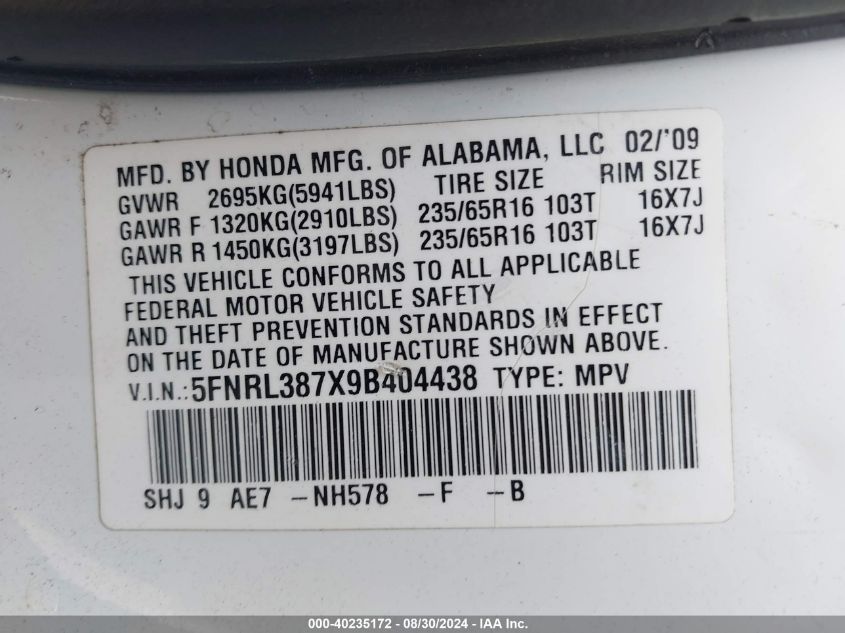 MFD. BY HONDA MFG. OF ALABAMA, LLC 02/'09
GVWR 2695KG(5941LBS) TIRE SIZE RIM SIZE
GAWR F 1320KG(2910LBS) 235/65R16 103T 16X7J
GAWR R 1450KG(3197LBS) 235/65R16 103T 16X7J
THIS VEHICLE CONFORMS TO ALL APPLICABLE
FEDERAL MOTOR VEHICLE SAFETY
AND THEFT PREVENTION STANDARDS IN EFFECT
ON THE DATE OF MANUFACTURE SHOWN ABOVE.
V.I.N.: 5FNRL387X9B404438 TYPE: MPV
SHJ 9 AE7 -NH578 -F -B
000-40235172 - 08/30/2024 - IAA Inc.